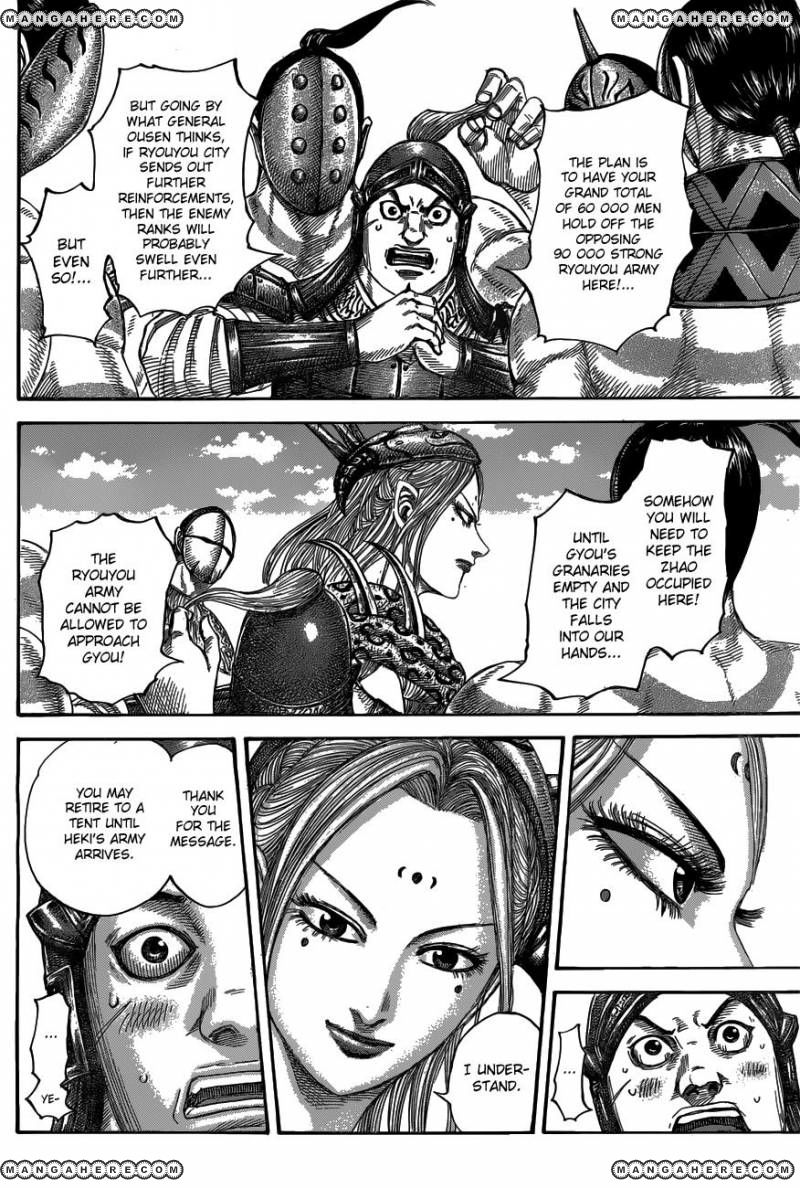 MANGAHERE.COM
MANGAHERE.COM
THE PLAN IS
TO HAVE YOUR
GRAND TOTAL
OF 60 000 MEN
HOLD OFF THE
OPPOSING
90 000 STRONG
RYOUYOU ARMY
HERE!...
BUT GOING BY
WHAT GENERAL
OUSEN THINKS,
IF RYOUYOU CITY
SENDS OUT
FURTHER
REINFORCEMENTS,
THEN THE ENEMY
RANKS WILL
PROBABLY
SWELL EVEN
FURTHER...
BUT
EVEN
SO!...
SOMEHOW
YOU WILL
NEED TO
KEEP THE
ZHAO
OCCUPIED
HERE!
UNTIL
GYOU'S
GRANARIES
EMPTY AND
THE CITY
FALLS
INTO OUR
HANDS...
THE
RYOUYOU
ARMY
CANNOT BE
ALLOWED TO
APPROACH
GYOU!
...
I UNDER-
STAND.
THANK
YOU
FOR THE
MESSAGE.
YOU MAY
RETIRE TO A
TENT UNTIL
HEKI'S ARMY
ARRIVES.
...
YE-
MANGAHERE.COM
MANGAHERE.COM